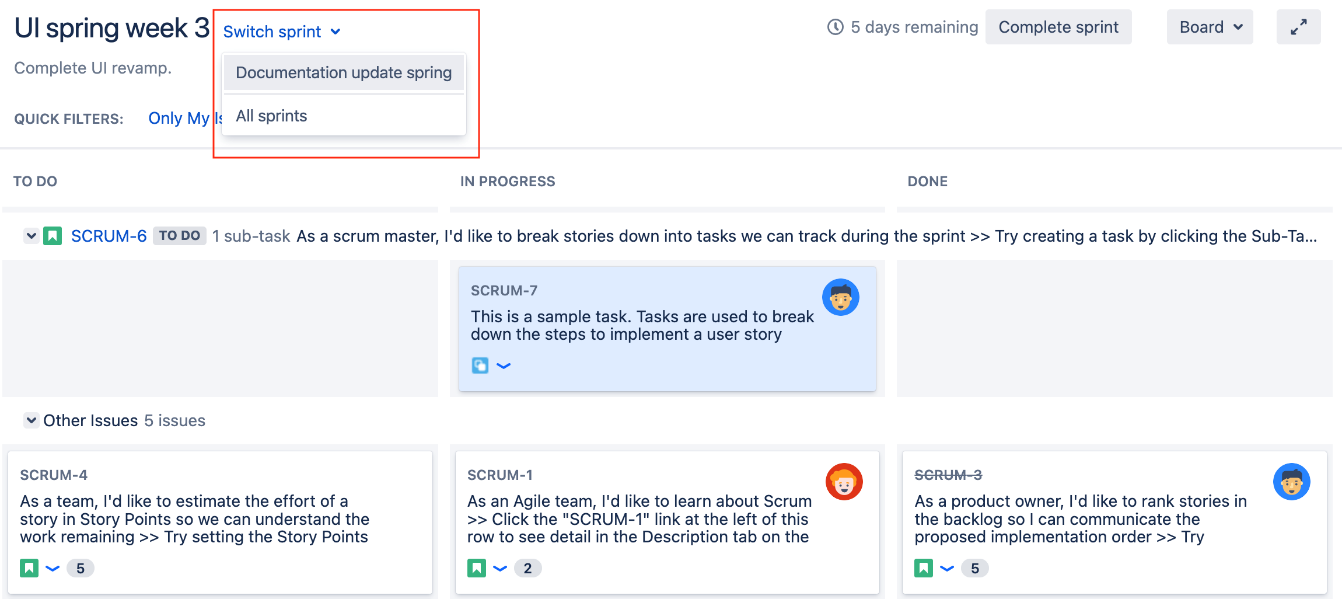 UI spring week 3
Switch sprint
5 days remaining
Complete sprint
Board
Complete UI revamp.
Documentation update spring
All sprints
QUICK FILTERS:
Only My Is
TO DO
IN PROGRESS
DONE
SCRUM-6 TO DO 1 sub-task As a scrum master, I'd like to break stories down into tasks we can track during the sprint >> Try creating a task by clicking the Sub-Ta...
SCRUM-7
This is a sample task. Tasks are used to break
down the steps to implement a user story
Other Issues 5 issues
SCRUM-4
As a team, I'd like to estimate the effort of a
story in Story Points so we can understand the
work remaining >> Try setting the Story Points
5
SCRUM-1
As an Agile team, I'd like to learn about Scrum
>> Click the "SCRUM-1" link at the left of this
row to see detail in the Description tab on the
2
SCRUM-3
As a product owner, I'd like to rank stories in
the backlog so I can communicate the
proposed implementation order >> Try
5